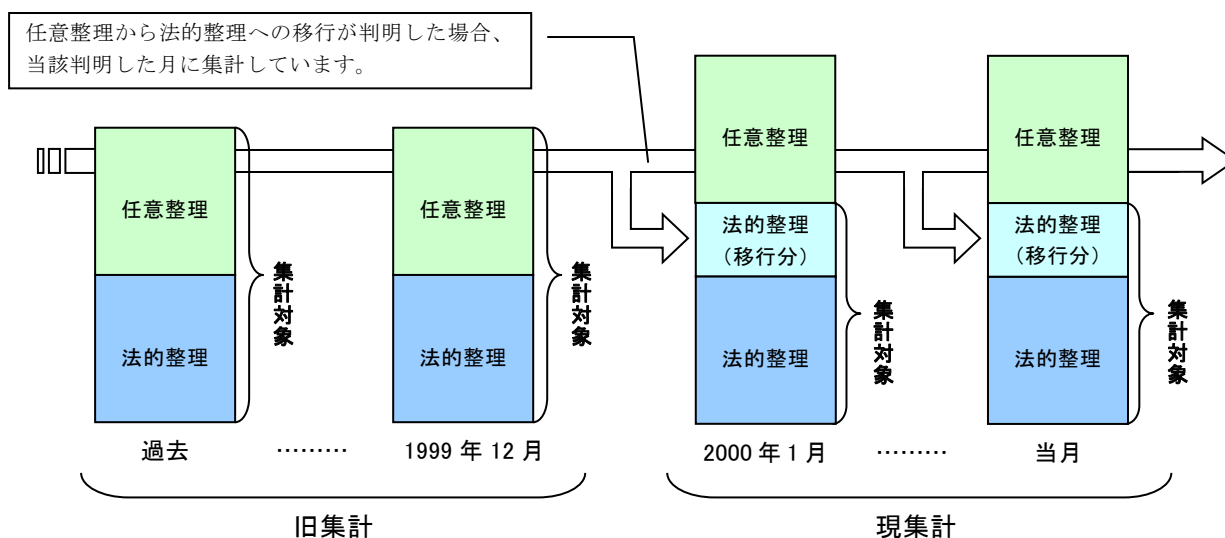 任意整理から法的整理への移行が判明した場合、
当該判明した月に集計しています。
任意整理
法的整理
集計対象
過去
………
任意整理
法的整理
集計対象
1999 年 12 月
旧集計
任意整理
法的整理
（移行分）
法的整理
集計対象
2000 年 1 月
………
任意整理
法的整理
（移行分）
法的整理
集計対象
当月
現集計